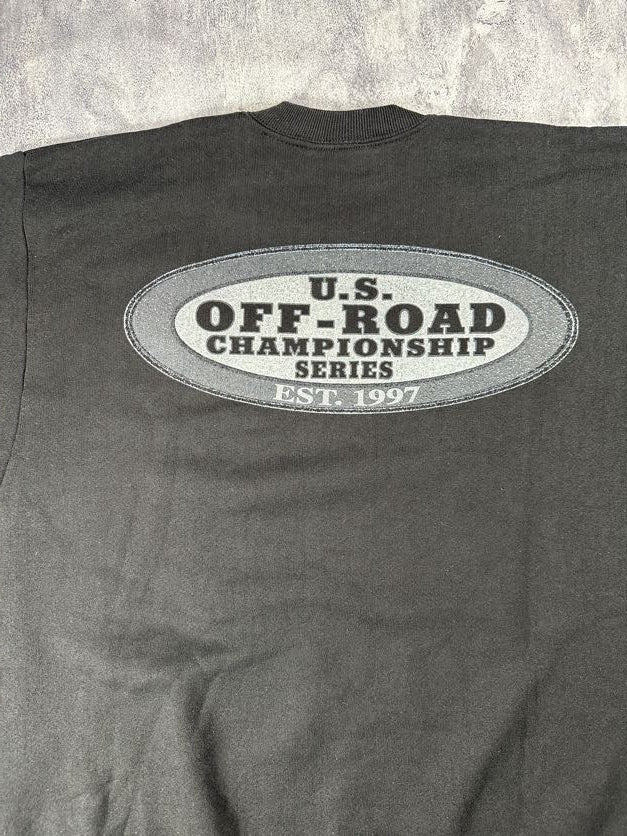 U.S.
OFF-ROAD
CHAMPIONSHIP
SERIES
EST. 1997